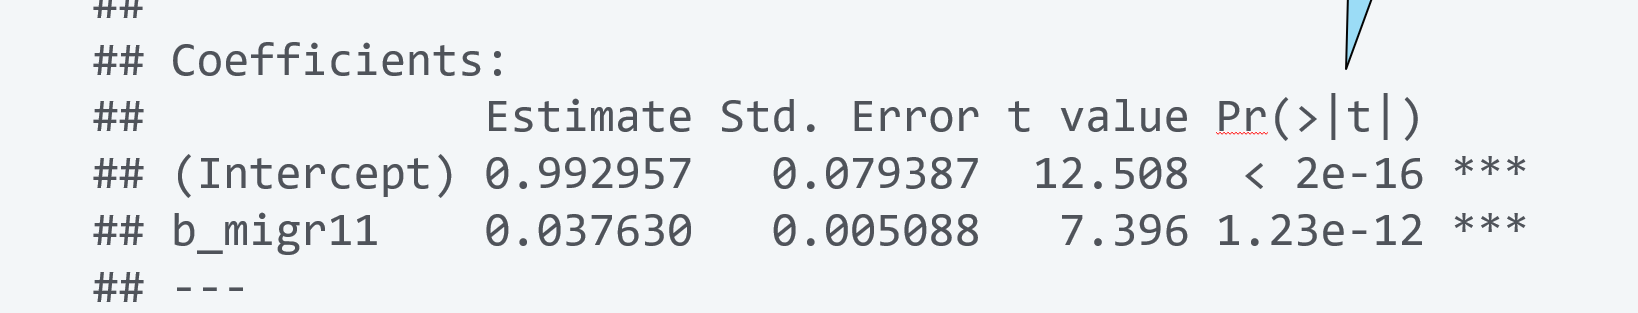 ##
## Coefficients:
##             Estimate Std. Error t value Pr(>|t|)
## (Intercept) 0.992957   0.079387  12.508  < 2e-16 ***
## b_migr11    0.037630   0.005088   7.396 1.23e-12 ***
## ---